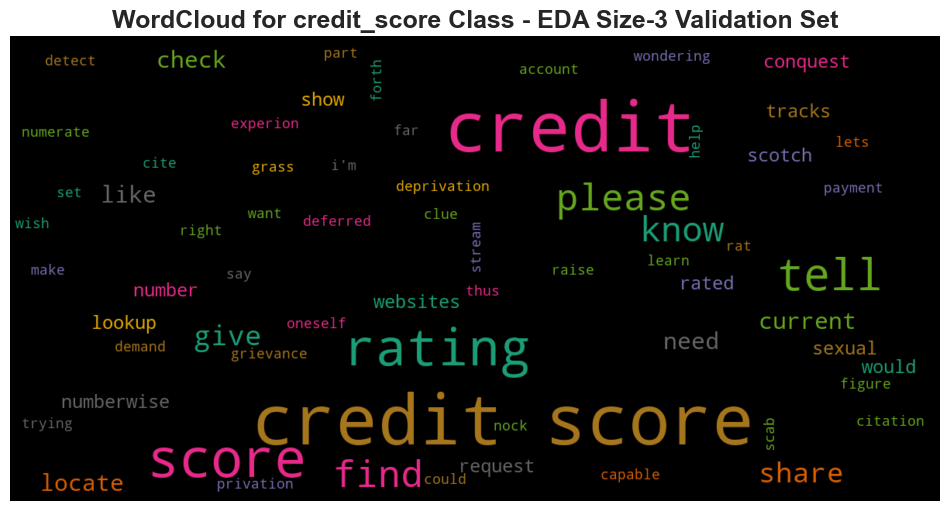 WordCloud for credit_score Class - EDA Size-3 Validation Set
detect
check
part
forth
account
wondering
conquest
show
credit
tracks
numerate
experion
far
help
lets
cite
grass
i'm
scotch
set
like
deprivation
please
payment
wish
right
want
deferred
clue
stream
know
rat
make
say
raise
learn
tell
number
thus
rated
websites
lookup
oneself
current
demand
give
grievance
rating
need
sexual
would
figure
numberwise
credit score
citation
trying
nock
scab
score
find
request
locate
privation
could
capable
share